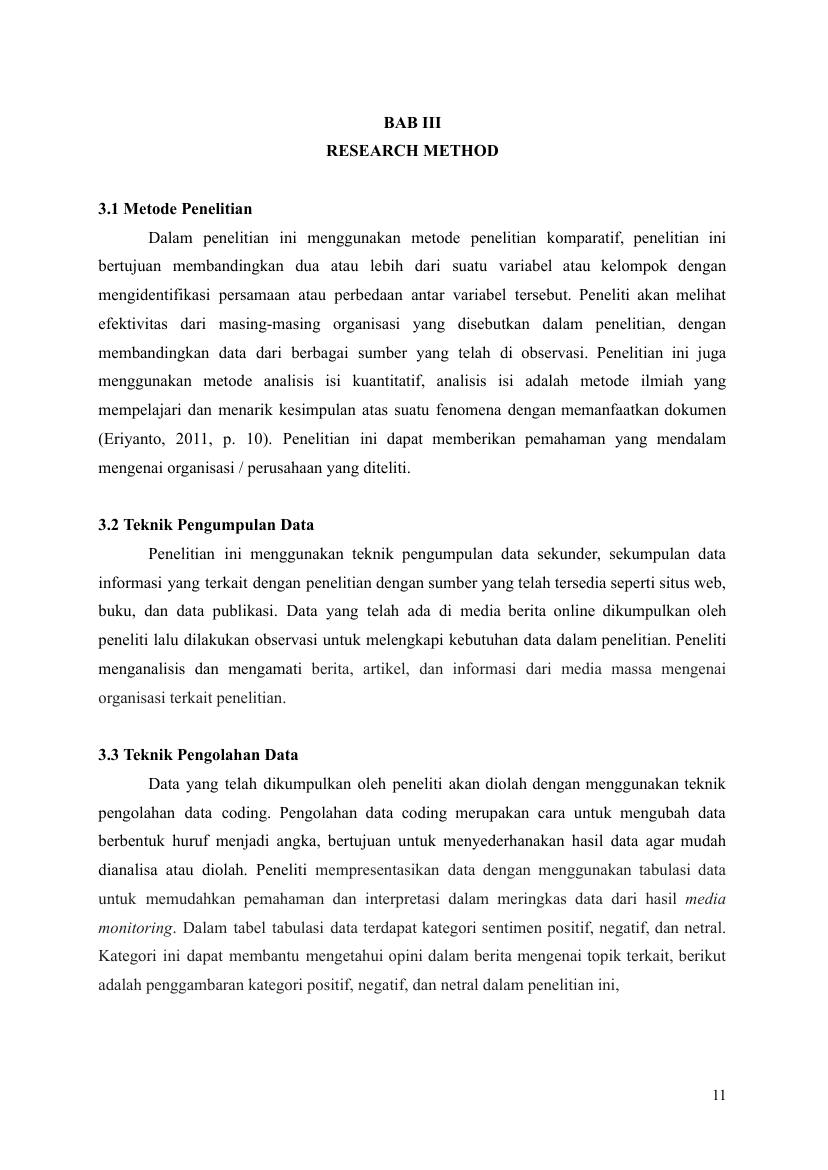 BAB III
RESEARCH METHOD
3.1 Metode Penelitian
Dalam penelitian ini menggunakan metode penelitian komparatif, penelitian ini
bertujuan membandingkan dua atau lebih dari suatu variabel atau kelompok dengan
mengidentifikasi persamaan atau perbedaan antar variabel tersebut. Peneliti akan melihat
efektivitas dari masing-masing organisasi yang disebutkan dalam penelitian, dengan
membandingkan data dari berbagai sumber yang telah di observasi. Penelitian ini juga
menggunakan metode analisis isi kuantitatif, analisis isi adalah metode ilmiah yang
mempelajari dan menarik kesimpulan atas suatu fenomena dengan memanfaatkan dokumen
(Eriyanto, 2011, p. 10). Penelitian ini dapat memberikan pemahaman yang mendalam
mengenai organisasi / perusahaan yang diteliti.
3.2 Teknik Pengumpulan Data
Penelitian ini menggunakan teknik pengumpulan data sekunder, sekumpulan data
informasi yang terkait dengan penelitian dengan sumber yang telah tersedia seperti situs web,
buku, dan data publikasi. Data yang telah ada di media berita online dikumpulkan oleh
peneliti lalu dilakukan observasi untuk melengkapi kebutuhan data dalam penelitian. Peneliti
menganalisis dan mengamati berita, artikel, dan informasi dari media massa mengenai
organisasi terkait penelitian.
3.3 Teknik Pengolahan Data
Data yang telah dikumpulkan oleh peneliti akan diolah dengan menggunakan teknik
pengolahan data coding. Pengolahan data coding merupakan cara untuk mengubah data
berbentuk huruf menjadi angka, bertujuan untuk menyederhanakan hasil data agar mudah
dianalisa atau diolah. Peneliti mempresentasikan data dengan menggunakan tabulasi data
untuk memudahkan pemahaman dan interpretasi dalam meringkas data dari hasil media
monitoring. Dalam tabel tabulasi data terdapat kategori sentimen positif, negatif, dan netral.
Kategori ini dapat membantu mengetahui opini dalam berita mengenai topik terkait, berikut
adalah penggambaran kategori positif, negatif, dan netral dalam penelitian ini,
11